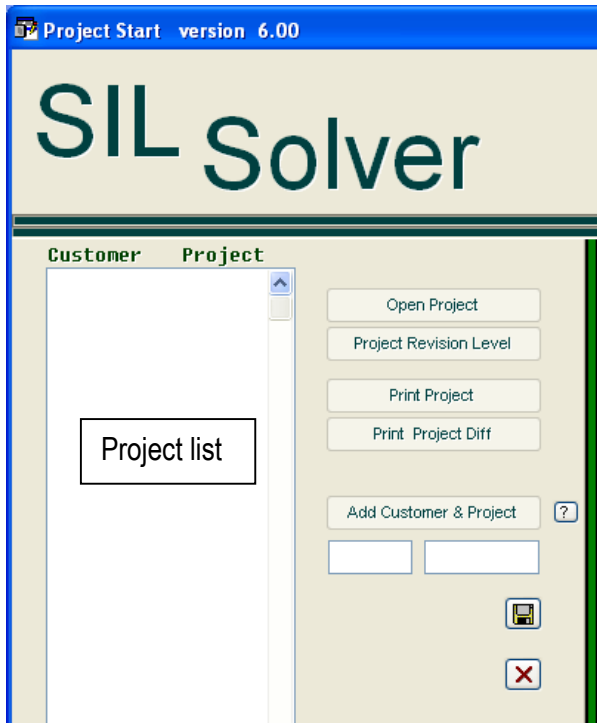 Project Start version 6.00
SIL Solver
Customer Project
Open Project
Project Revision Level
Print Project
Print Project Diff
Project list
Add Customer & Project ?